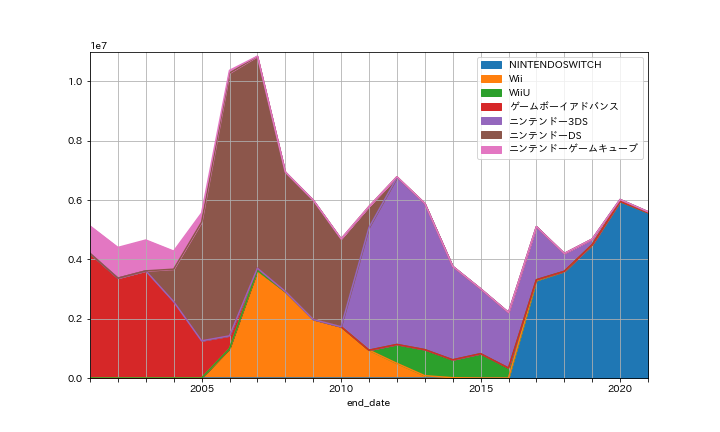 1e7
1.0
0.8
0.6
0.4
0.2
0.0
2005
2010
2015
2020
end_date
NINTENDOSWITCH
Wii
WiiU
ゲームボーイアドバンス
ニンテンドー3DS
ニンテンドーDS
ニンテンドーゲームキューブ